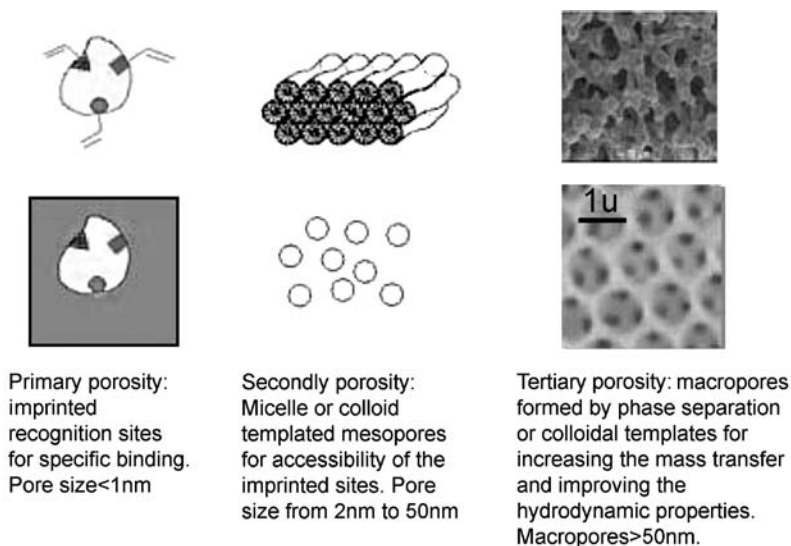 1u
Primary porosity:
imprinted
recognition sites
for specific binding.
Pore size<1nm
Secondly porosity:
Micelle or colloid
templated mesopores
for accessibility of the
imprinted sites. Pore
size from 2nm to 50nm
Tertiary porosity: macropores
formed by phase separation
or colloidal templates for
increasing the mass transfer
and improving the
hydrodynamic properties.
Macropores>50nm.